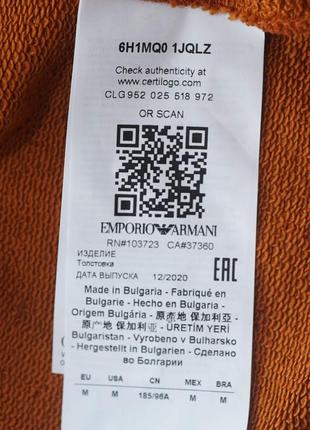 6H1MQ0 1JQLZ
Check authenticity at
www.certilogo.com
CLG 952 025 518 972
OR SCAN
EMPORIO ARMANI
RN#103723 CA#37360
ИЗДЕЛИЕ
Толстовка
ДАТА ВЫПУСКА 12/2020
EAC
Made in Bulgaria - Fabriqué en
Bulgarie - Hecho en Bulgaria -
Origem Bulgária - 原產地 保加利亞 -
原产地 保加利亚 - ÜRETİM YERİ
Bulgaristan - Vyrobeno v Bulharsko
- Hergestellt in Bulgarien - Сделано
во Болгарии
EU USA CN MEX BRA
M M 185/96A M M